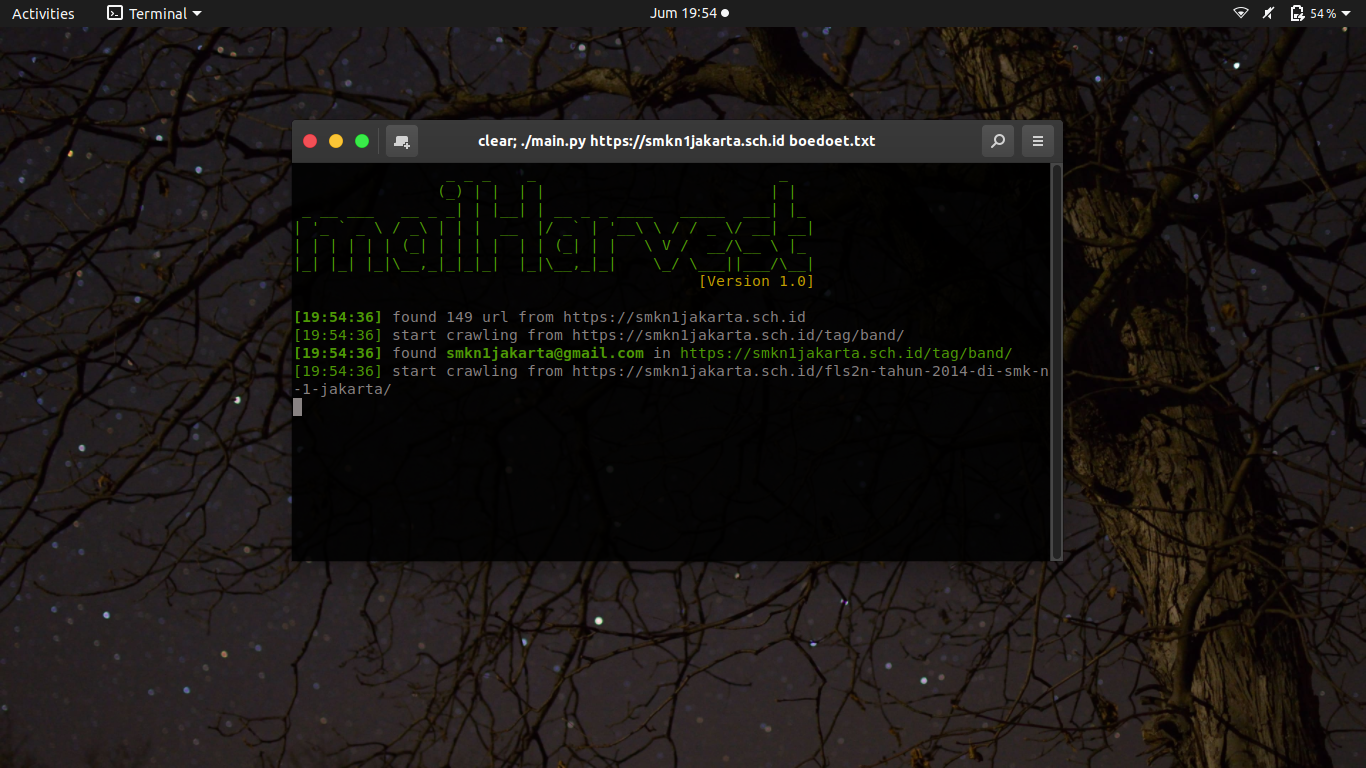 Activities
Terminal
Jum 19:54
54%
clear; ./main.py https://smkn1jakarta.sch.id boedoet.txt
mailHarvest
[Version 1.0]
[19:54:36] found 149 url from https://smkn1jakarta.sch.id
[19:54:36] start crawling from https://smkn1jakarta.sch.id/tag/band/
[19:54:36] found smkn1jakarta@gmail.com in https://smkn1jakarta.sch.id/tag/band/
[19:54:36] start crawling from https://smkn1jakarta.sch.id/fls2n-tahun-2014-di-smk-n
-1-jakarta/